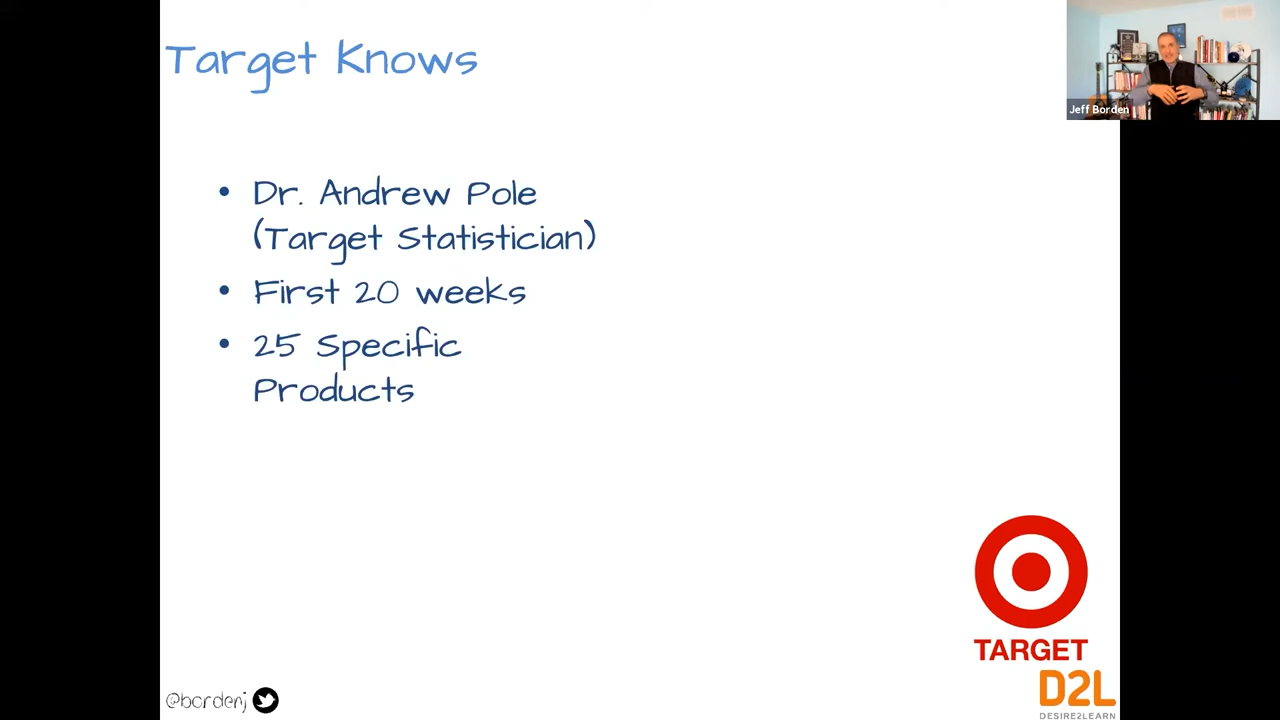 Target Knows
Jeff Borden
• Dr. Andrew Pole
(Target Statistician)
• First 20 weeks
• 25 Specific
Products
TARGET
D2L
DESIRE2LEARN
@bordenj